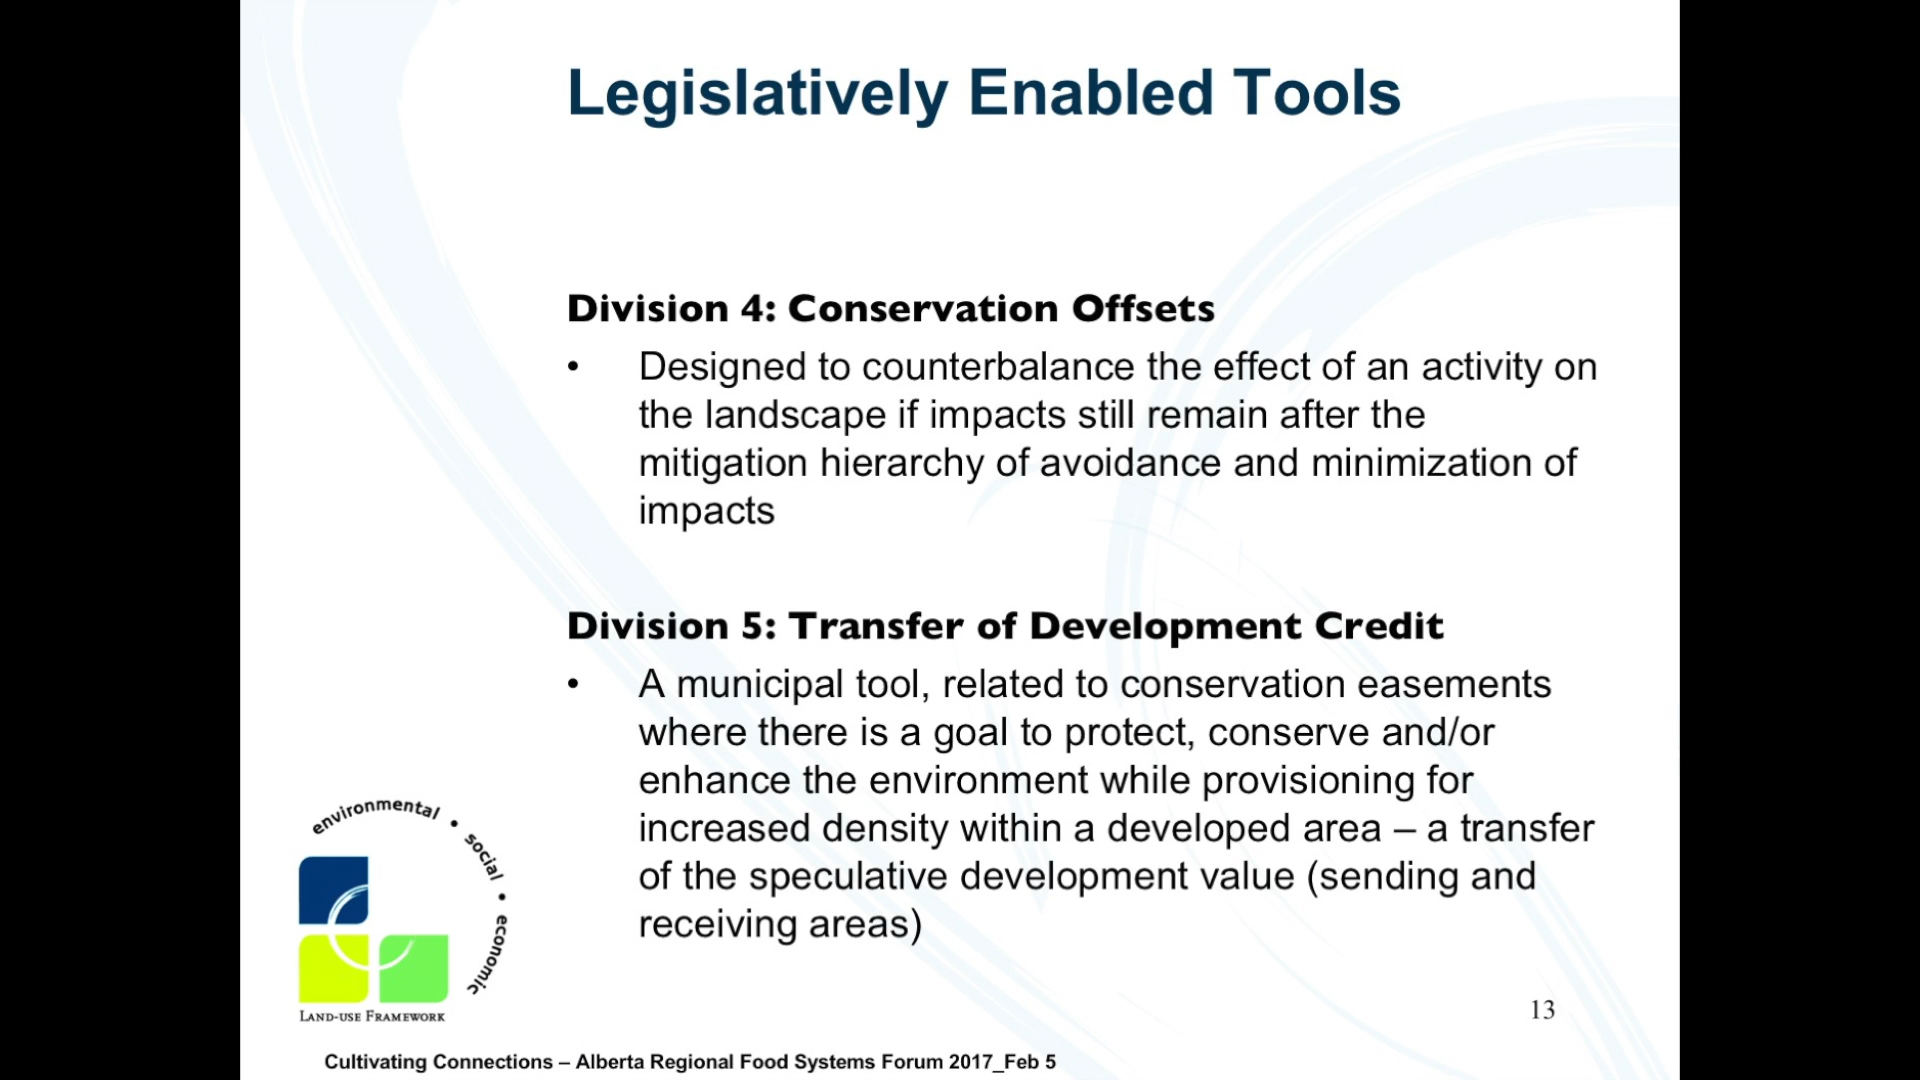 Legislatively Enabled Tools
Division 4: Conservation Offsets
• Designed to counterbalance the effect of an activity on
the landscape if impacts still remain after the
mitigation hierarchy of avoidance and minimization of
impacts
Division 5: Transfer of Development Credit
• A municipal tool, related to conservation easements
where there is a goal to protect, conserve and/or
enhance the environment while provisioning for
increased density within a developed area – a transfer
of the speculative development value (sending and
receiving areas)
environmental • social • economic
LAND-USE FRAMEWORK
13
Cultivating Connections – Alberta Regional Food Systems Forum 2017_Feb 5